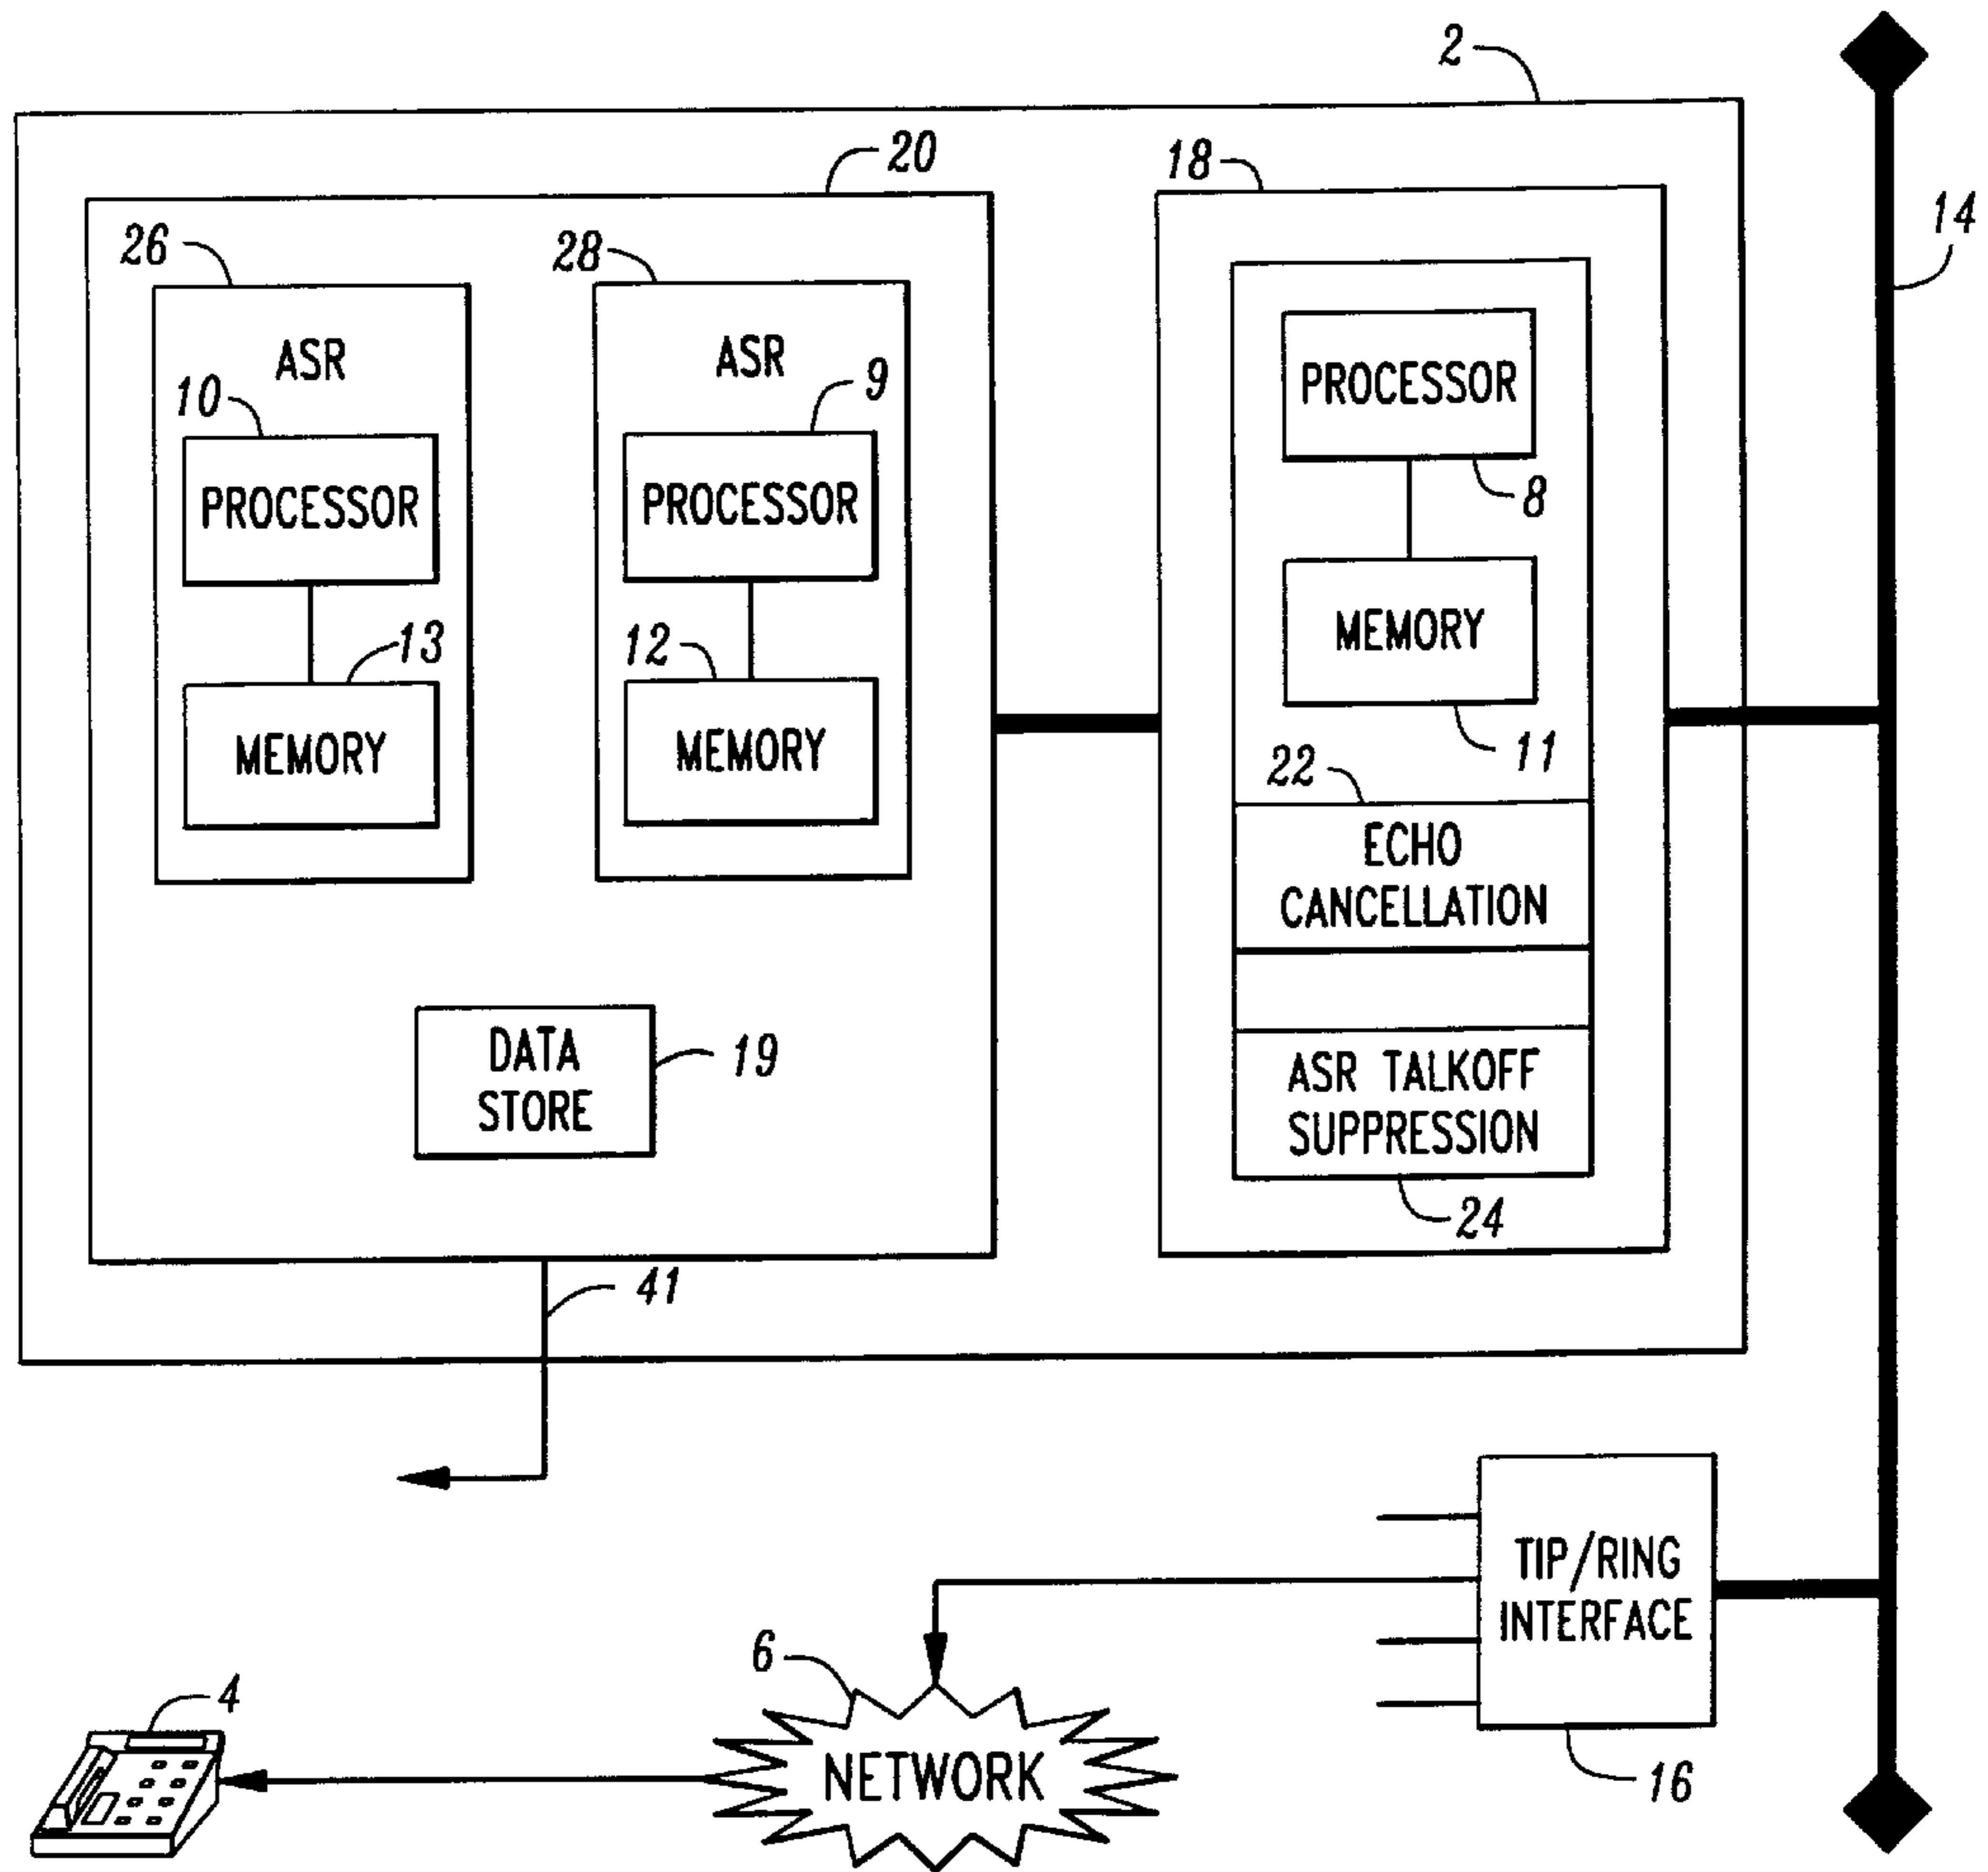 2
20
18
14
26
28
ASR
ASR
PROCESSOR
10
9
8
PROCESSOR
PROCESSOR
MEMORY
13
12
11
MEMORY
MEMORY
22
ECHO
CANCELLATION
DATA
STORE
19
ASR TALKOFF
SUPPRESSION
24
41
TIP/RING
INTERFACE
6
4
NETWORK
16